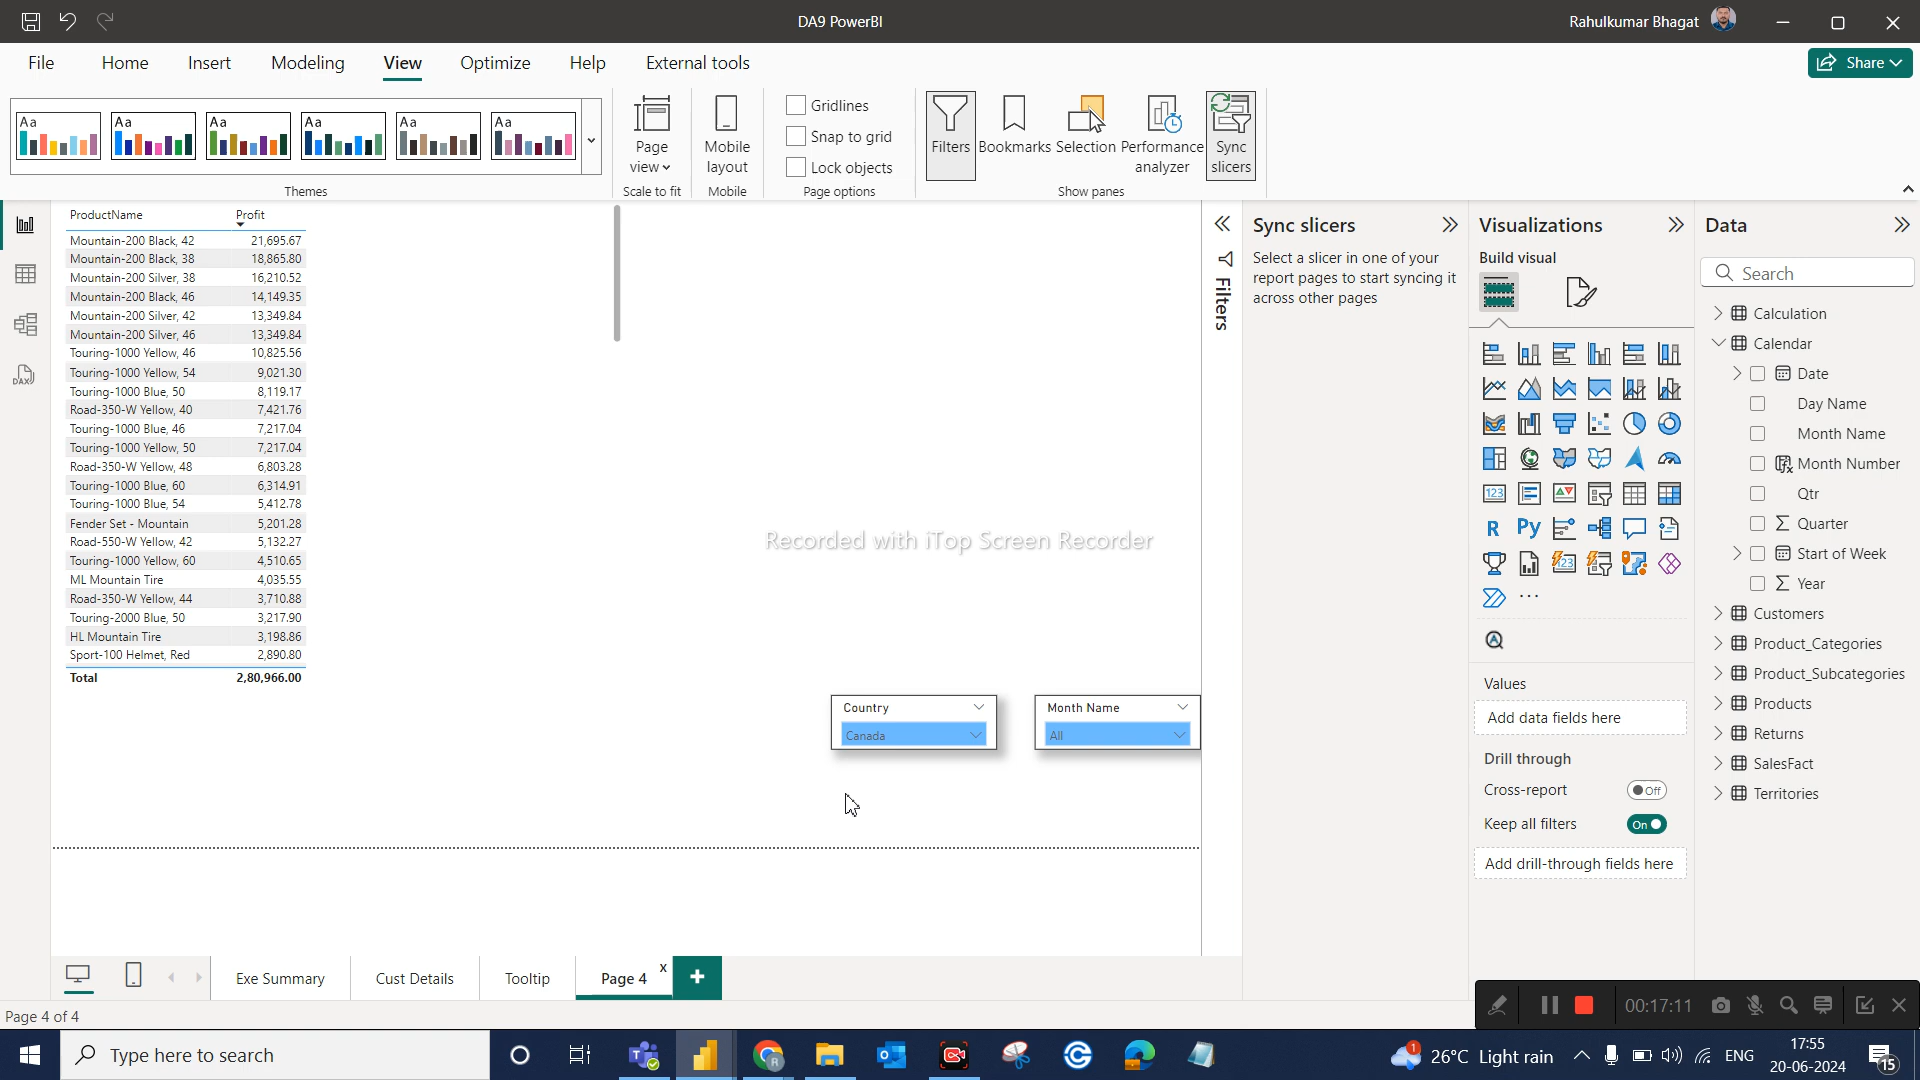 DA9 PowerBI
Rahulkumar Bhagat
File Home Insert Modeling View Optimize Help External tools
Share
Aa Aa Aa Aa Aa Aa
Themes
Page view
Scale to fit
Mobile layout
Mobile
Gridlines
Snap to grid
Lock objects
Page options
Filters
Bookmarks
Selection
Performance analyzer
Sync slicers
Show panes
ProductName Profit
Mountain-200 Black, 42 21,695.67
Mountain-200 Black, 38 18,865.80
Mountain-200 Silver, 38 16,210.52
Mountain-200 Black, 46 14,149.35
Mountain-200 Silver, 42 13,349.84
Mountain-200 Silver, 46 13,349.84
Touring-1000 Yellow, 46 10,825.56
Touring-1000 Yellow, 54 9,021.30
Touring-1000 Blue, 50 8,119.17
Road-350-W Yellow, 40 7,421.76
Touring-1000 Blue, 46 7,217.04
Touring-1000 Yellow, 50 7,217.04
Road-350-W Yellow, 48 6,803.28
Touring-1000 Blue, 60 6,314.91
Touring-1000 Blue, 54 5,412.78
Fender Set - Mountain 5,201.28
Road-550-W Yellow, 42 5,132.27
Touring-1000 Yellow, 60 4,510.65
ML Mountain Tire 4,035.55
Road-350-W Yellow, 44 3,710.88
Touring-2000 Blue, 50 3,217.90
HL Mountain Tire 3,198.86
Sport-100 Helmet, Red 2,890.80
Total 2,80,966.00
Recorded with iTop Screen Recorder
Country
Canada
Month Name
All
Filters
Sync slicers
Select a slicer in one of your
report pages to start syncing it
across other pages
Visualizations
Build visual
123
R Py
123
Values
Add data fields here
Drill through
Cross-report Off
Keep all filters On
Add drill-through fields here
Data
Search
Calculation
Calendar
Date
Day Name
Month Name
Month Number
Qtr
Quarter
Start of Week
Year
Customers
Product_Categories
Product_Subcategories
Products
Returns
SalesFact
Territories
DAX
Exe Summary Cust Details Tooltip Page 4 x +
Page 4 of 4
00:17:11
Type here to search
26°C Light rain
ENG
17:55
20-06-2024
15